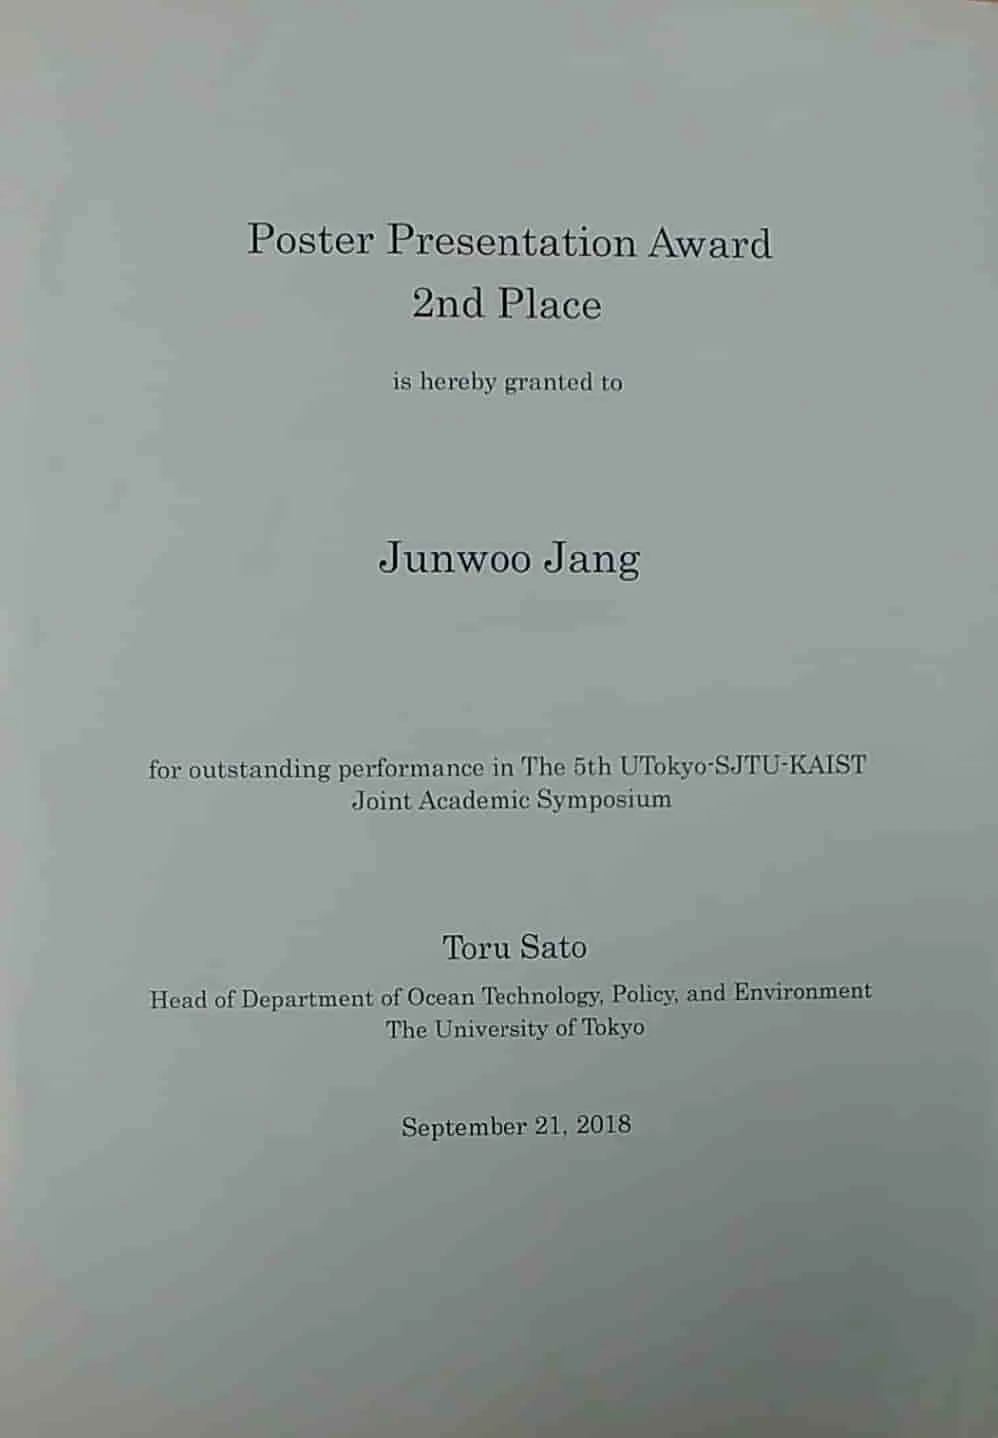 Poster Presentation Award
2nd Place
is hereby granted to
Junwoo Jang
for outstanding performance in The 5th UTokyo-SJTU-KAIST
Joint Academic Symposium
Toru Sato
Head of Department of Ocean Technology, Policy, and Environment
The University of Tokyo
September 21, 2018